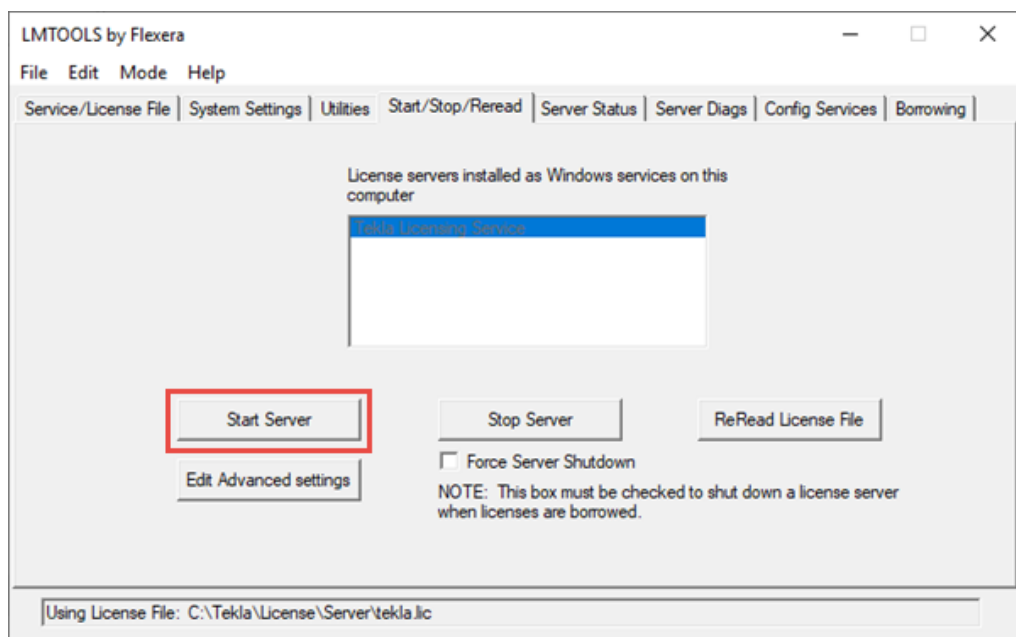 LMTOOLS by Flexera
File Edit Mode Help
Service/License File System Settings Utilities Start/Stop/Reread Server Status Server Diags Config Services Borrowing
License servers installed as Windows services on this
computer
Tekla Licensing Service
Start Server Stop Server ReRead License File
Force Server Shutdown
Edit Advanced settings
NOTE: This box must be checked to shut down a license server
when licenses are borrowed.
Using License File: C:\Tekla\License\Server\tekla.lic